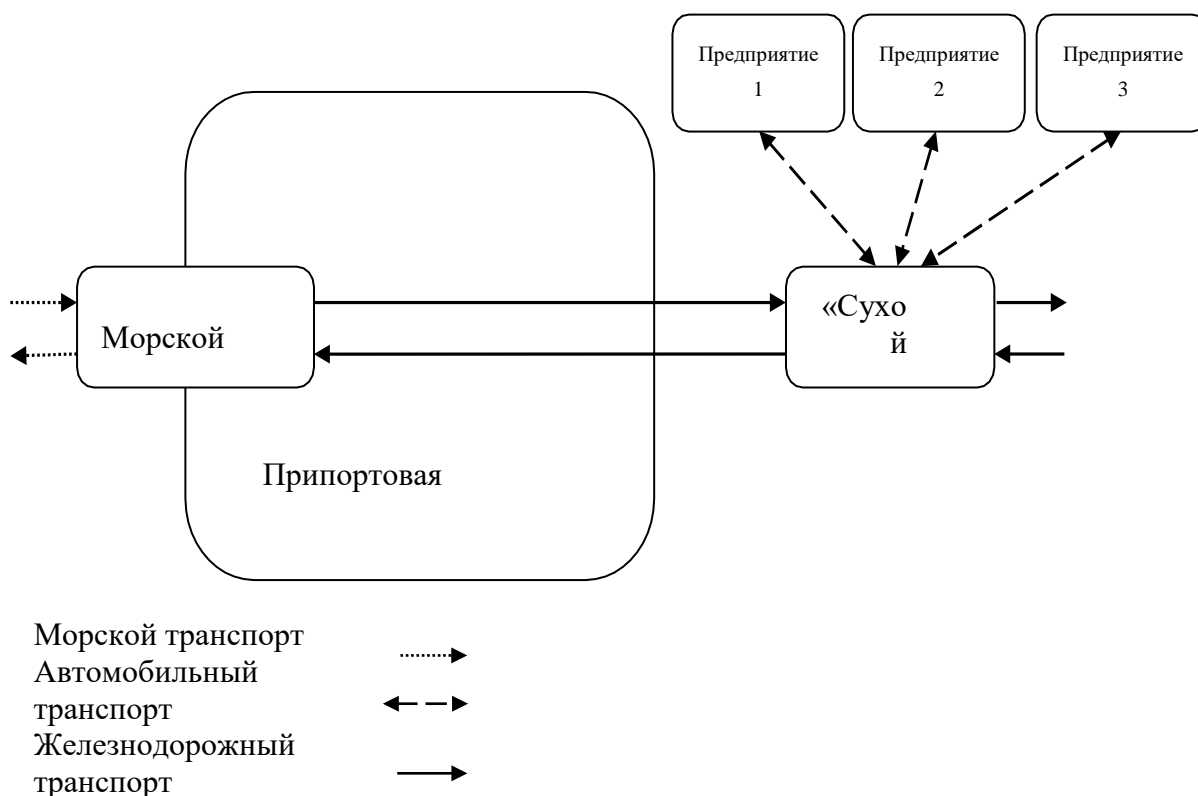 Предприятие
1
Предприятие
2
Предприятие
3
«Сухо
й
Морской
Припортовая
Морской транспорт
Автомобильный
транспорт
Железнодорожный
транспорт